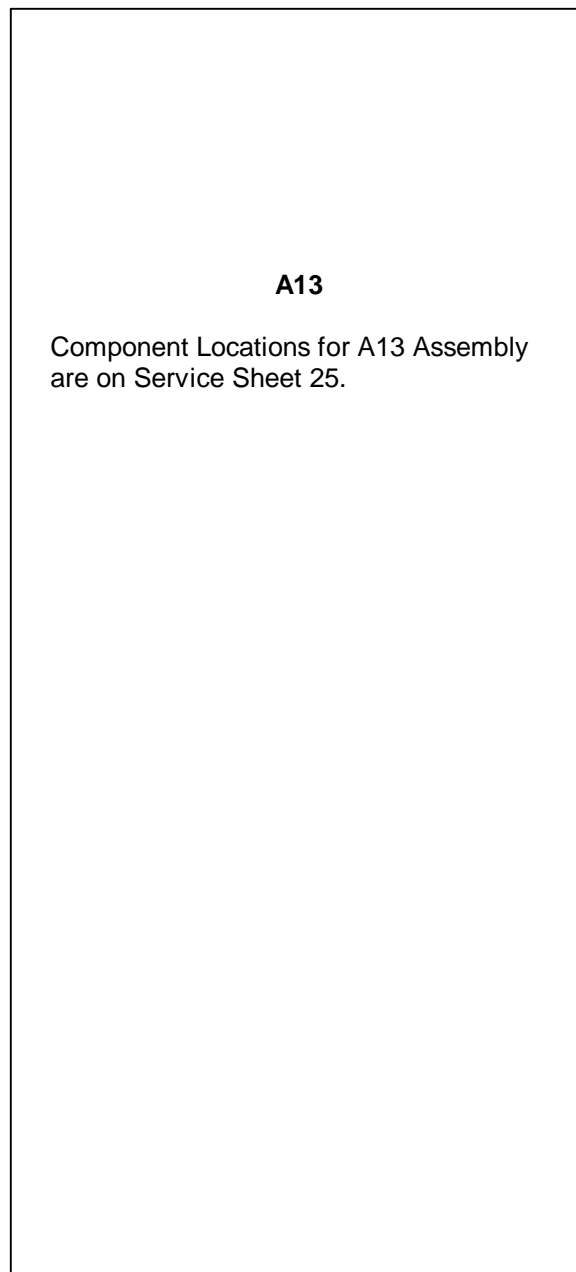 A13
Component Locations for A13 Assembly
are on Service Sheet 25.